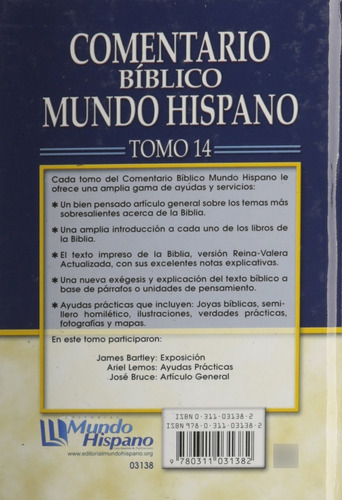 COMENTARIO
BÍBLICO
MUNDO HISPANO
TOMO 14
Cada tomo del Comentario Bíblico Mundo Hispano le
ofrece una amplia gama de ayudas y servicios:
* Un bien pensado artículo general sobre los temas más
sobresalientes acerca de la Biblia.
* Una amplia introducción a cada uno de los libros de
la Biblia.
* El texto impreso de la Biblia, versión Reina-Valera
Actualizada, con sus excelentes notas explicativas.
* Una nueva exégesis y explicación del texto bíblico a
base de párrafos o unidades de pensamiento.
* Ayudas prácticas que incluyen: Joyas bíblicas, semi-
llero homilético, ilustraciones, verdades prácticas,
fotografías y mapas.
En este tomo participaron:
James Bartley: Exposición
Ariel Lemos: Ayudas Prácticas
José Bruce: Artículo General
EDITORIAL
Mundo
Hispano
www.editorialmundohispano.org
03138
ISBN 0-311-03138-2
ISBN 978-0-311-03138-2
9 780311 031382